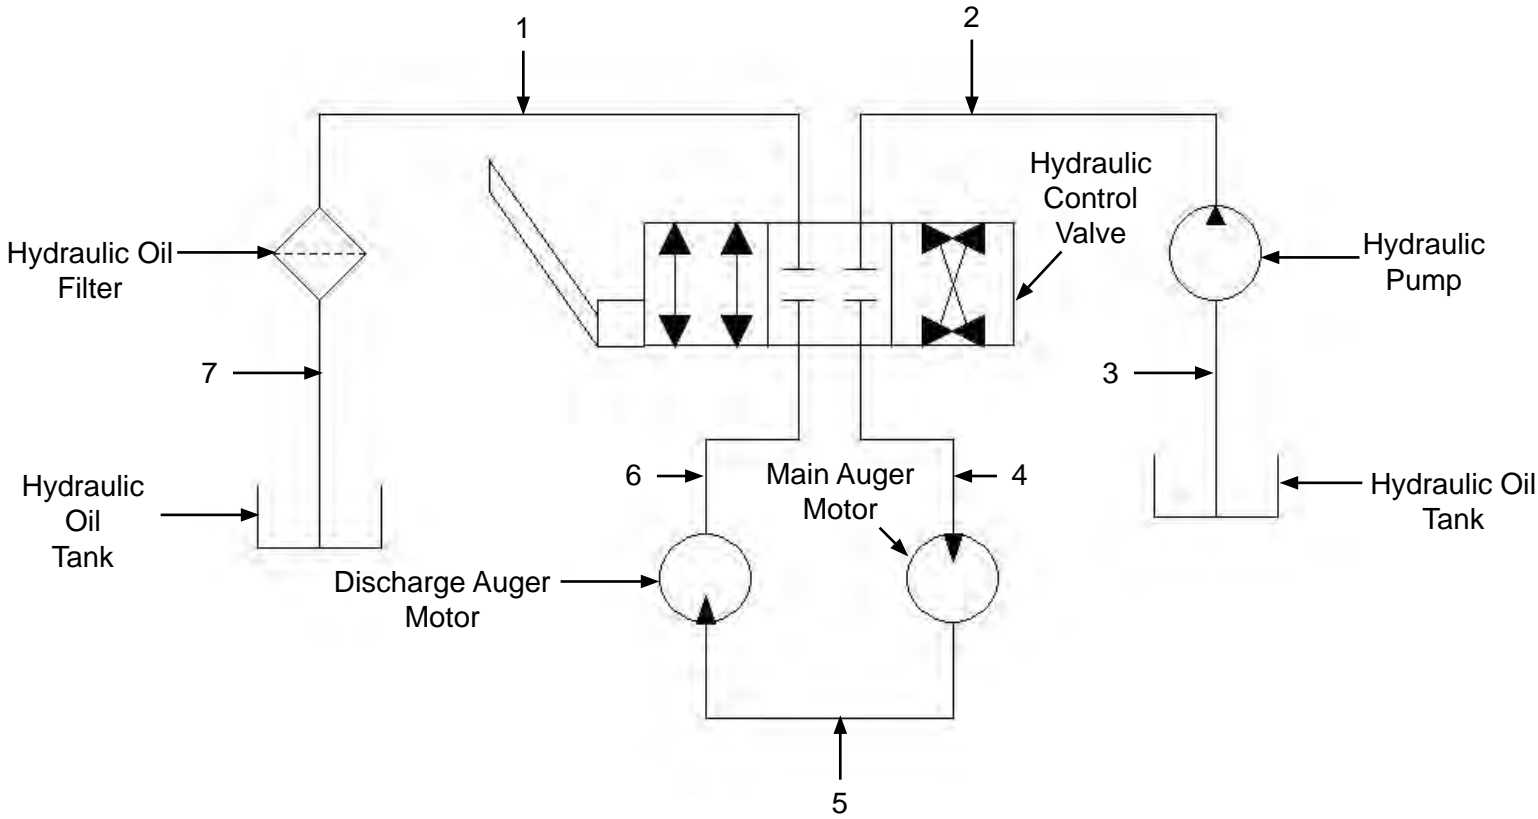 1
2
Hydraulic
Control
Valve
Hydraulic Oil
Filter
Hydraulic
Pump
7
3
6
Main Auger
Motor
4
Hydraulic
Oil
Tank
Hydraulic Oil
Tank
Discharge Auger
Motor
5